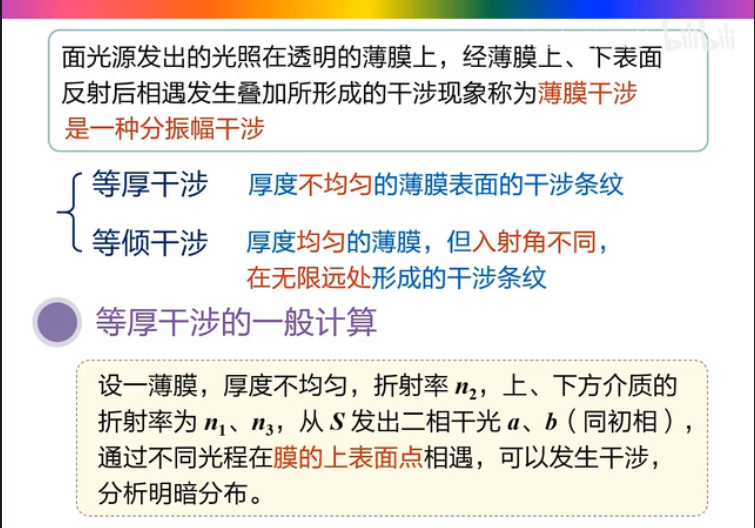 bilibili
面光源发出的光照在透明的薄膜上，经薄膜上、下表面
反射后相遇发生叠加所形成的干涉现象称为薄膜干涉
是一种分振幅干涉
等厚干涉 厚度不均匀的薄膜表面的干涉条纹
等倾干涉 厚度均匀的薄膜，但入射角不同，
在无限远处形成的干涉条纹
等厚干涉的一般计算
设一薄膜，厚度不均匀，折射率 n₂，上、下方介质的
折射率为 n₁、n₃，从 S 发出二相干光 a、b（同初相），
通过不同光程在膜的上表面点相遇，可以发生干涉，
分析明暗分布。